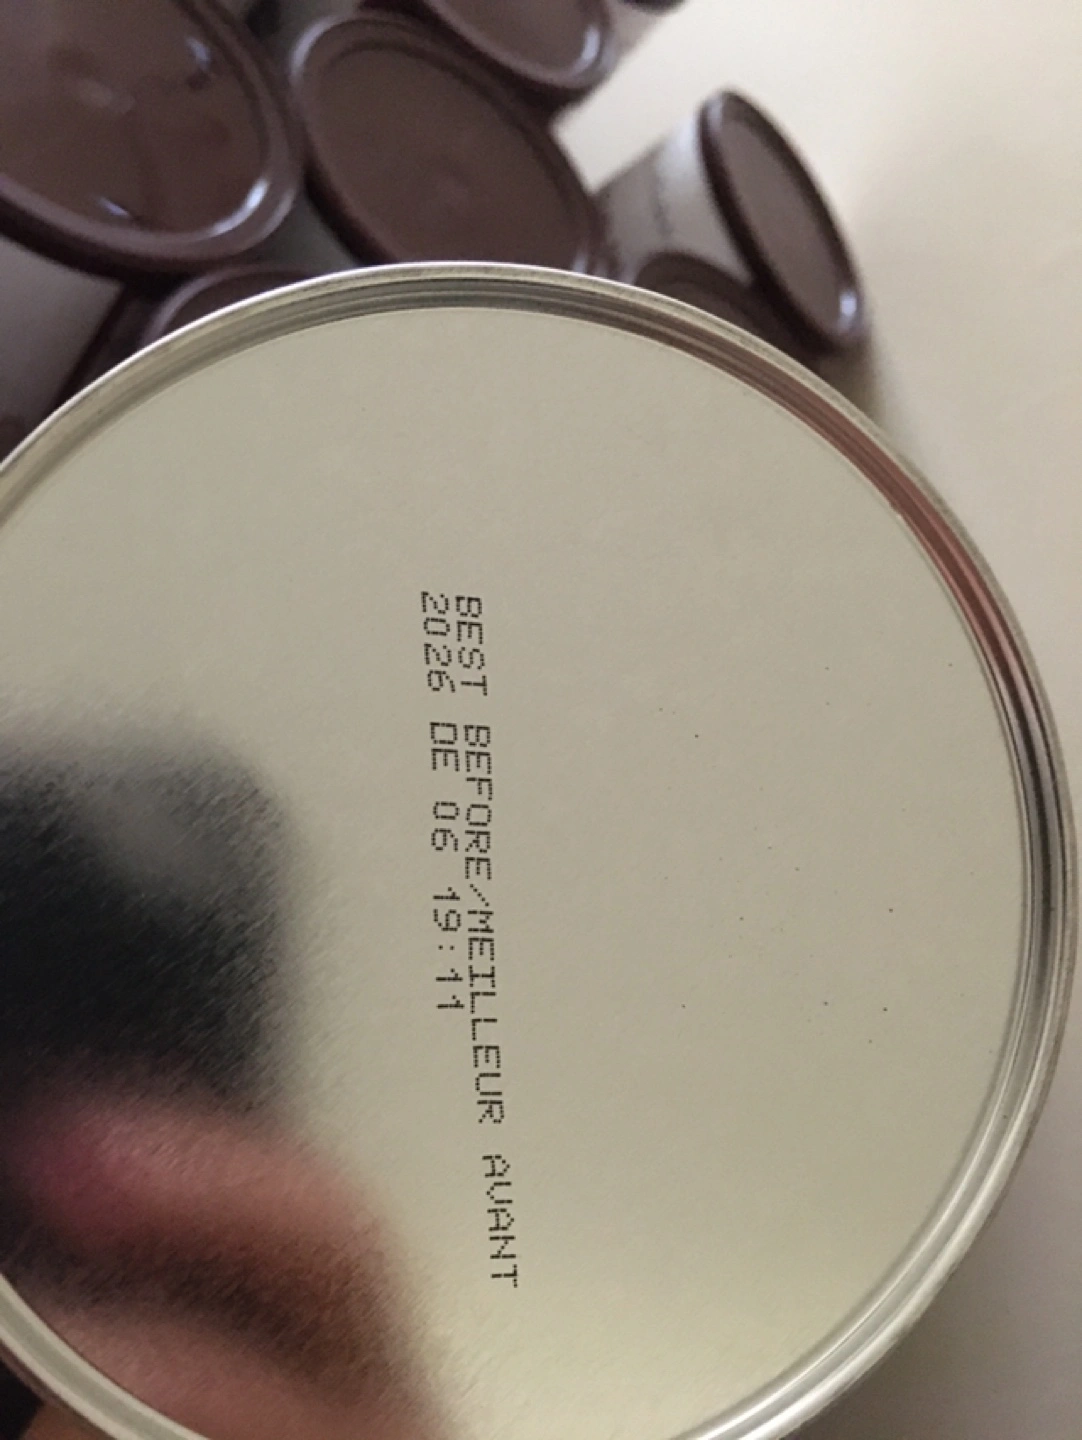 BEST BEFORE/MEILLEUR AVANT
2026 DE 06 19:11